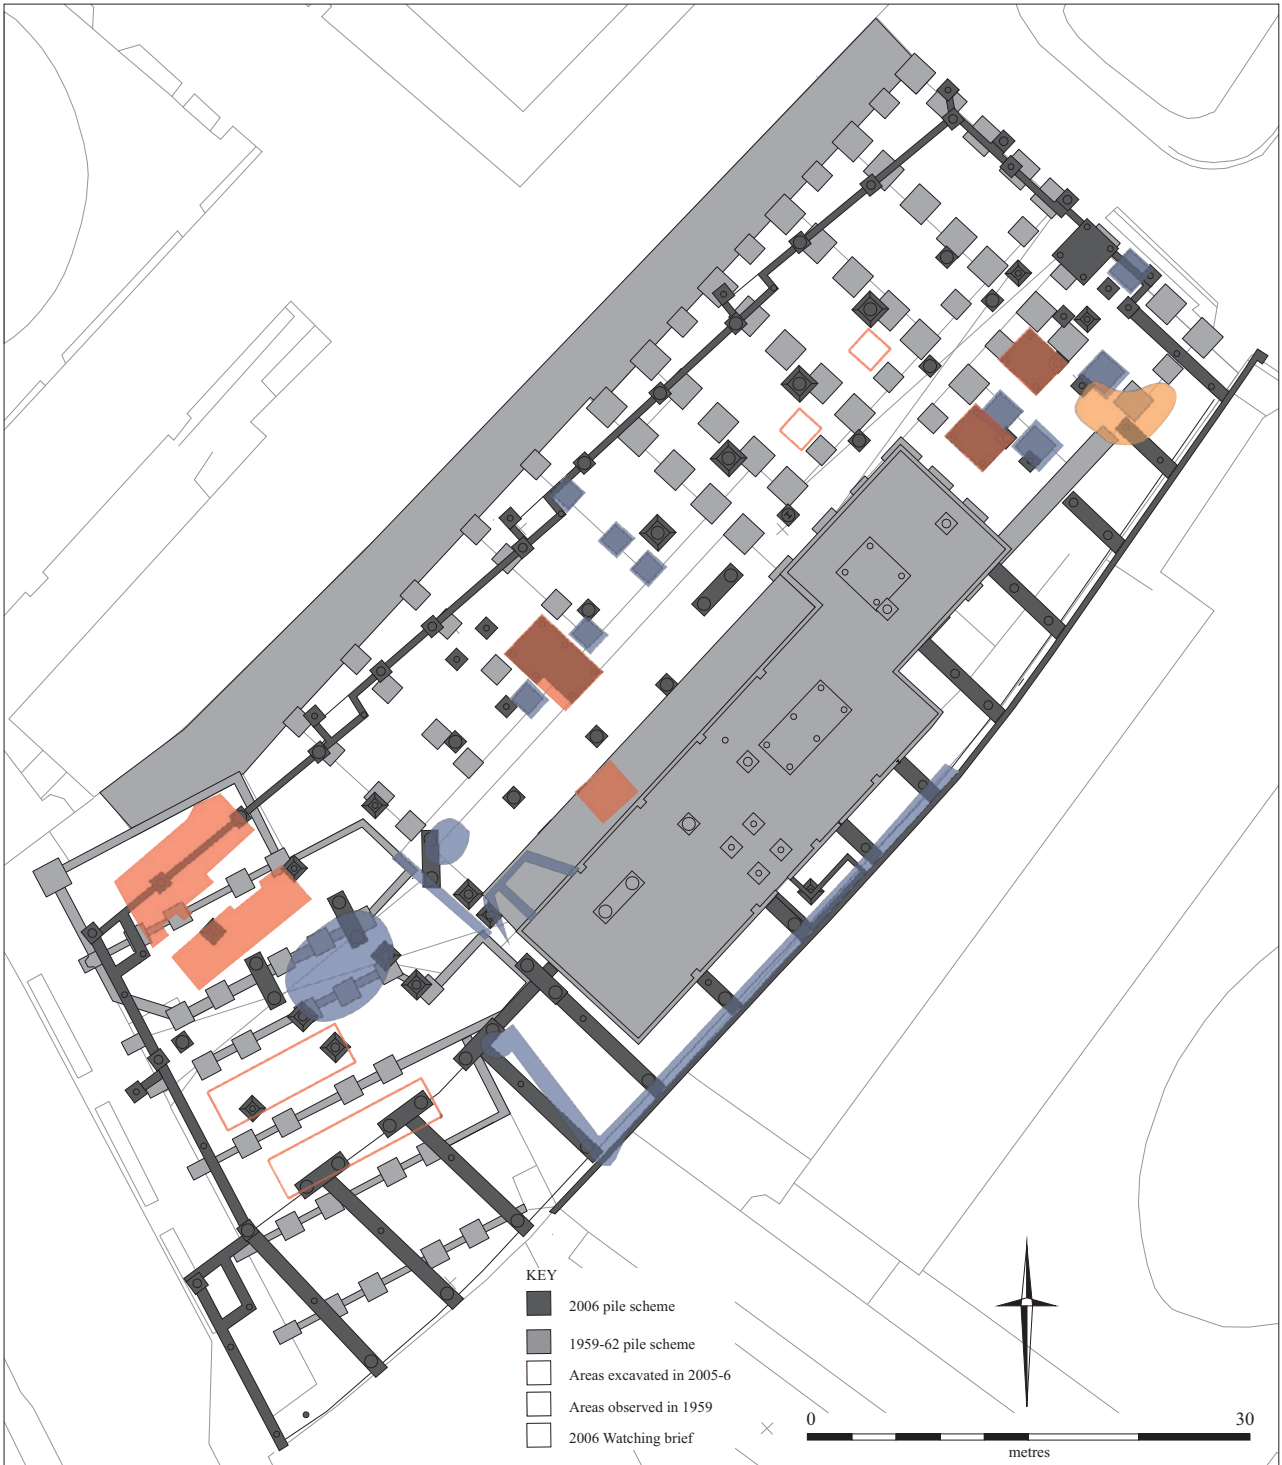 KEY
2006 pile scheme
1959-62 pile scheme
Areas excavated in 2005-6
Areas observed in 1959
2006 Watching brief
0 30
metres